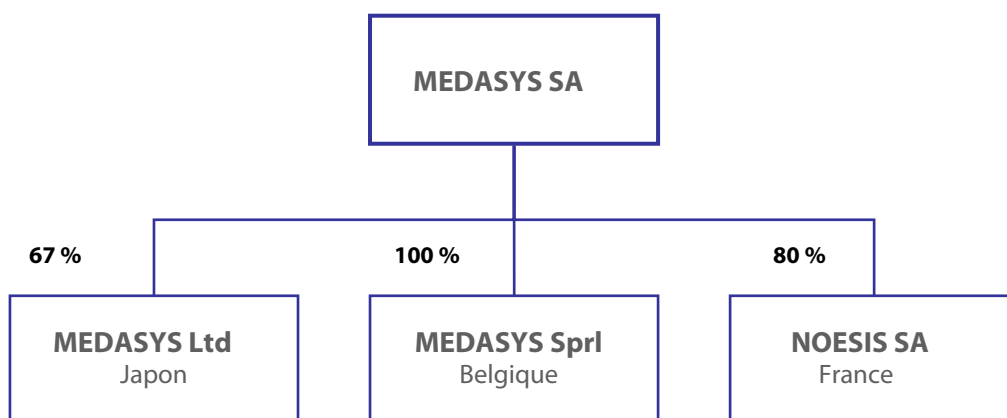 MEDASYS SA
67 %
100 %
80 %
MEDASYS Ltd
Japon
MEDASYS Sprl
Belgique
NOESIS SA
France